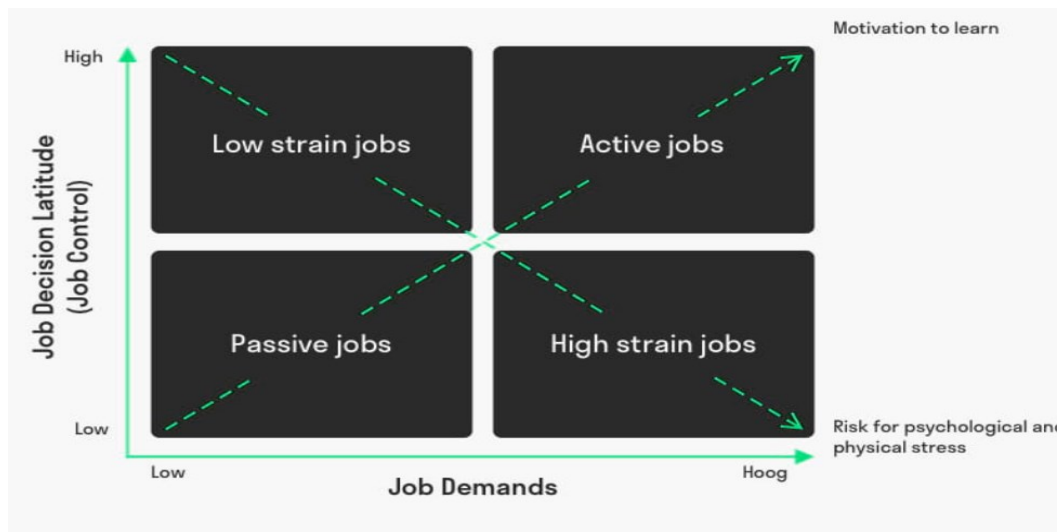 Motivation to learn
High
Low strain jobs
Active jobs
Job Decision Latitude
(Job Control)
Passive jobs
High strain jobs
Low
Risk for psychological and
physical stress
Low
Hoog
Job Demands